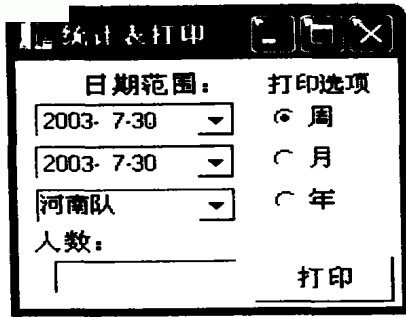 统计表打印
日期范围：
打印选项
2003- 7-30
周
2003- 7-30
月
河南队
年
人数：
打印